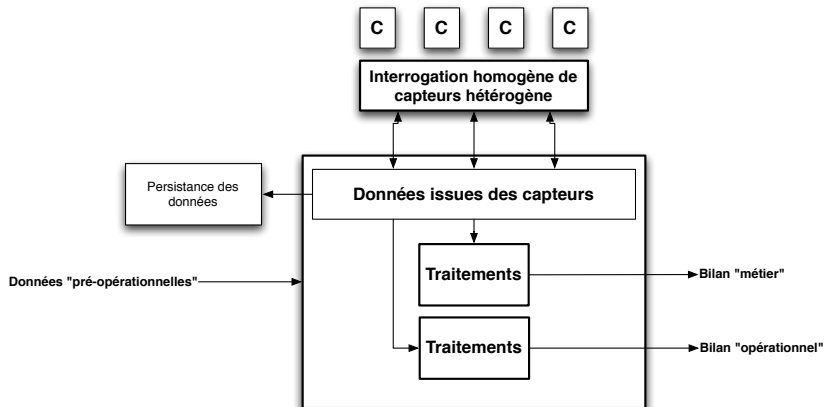 C C C C
Interrogation homogène de
capteurs hétérogène
Données issues des capteurs
Persistance des
données
Traitements
Données "pré-opérationnelles"
Bilan "métier"
Traitements
Bilan "opérationnel"